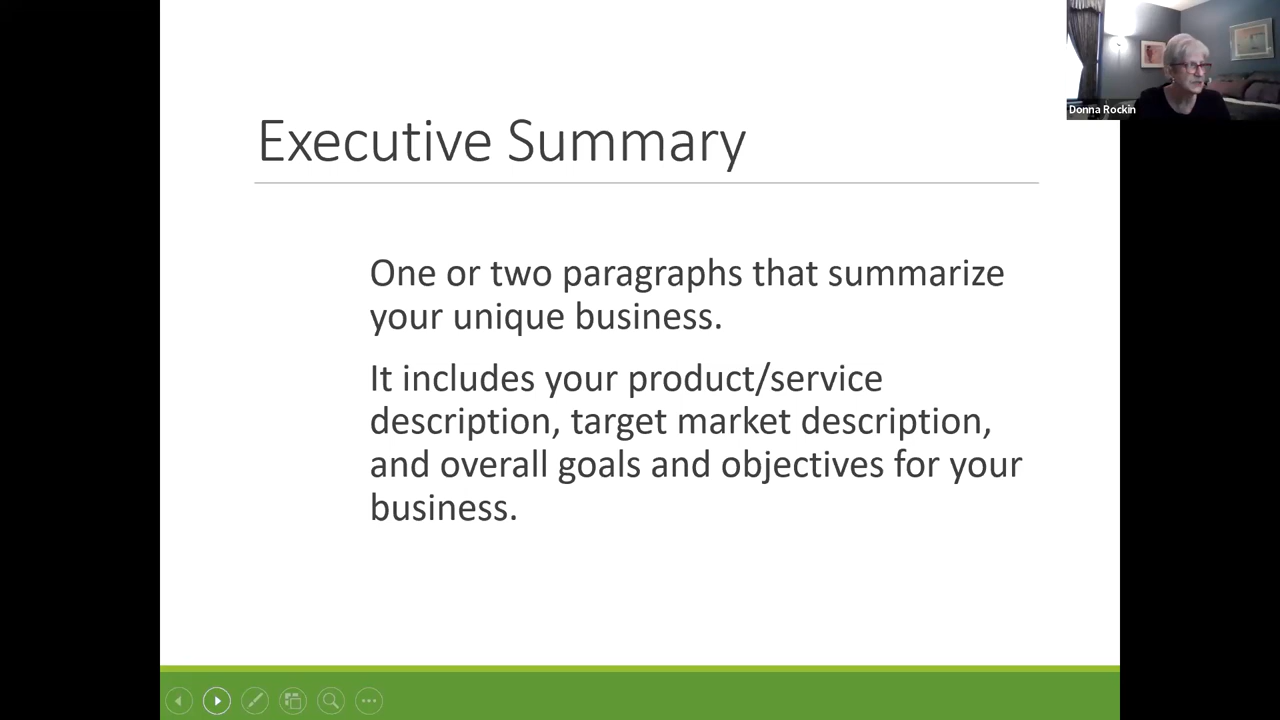 Donna Rockin
Executive Summary
One or two paragraphs that summarize
your unique business.
It includes your product/service
description, target market description,
and overall goals and objectives for your
business.